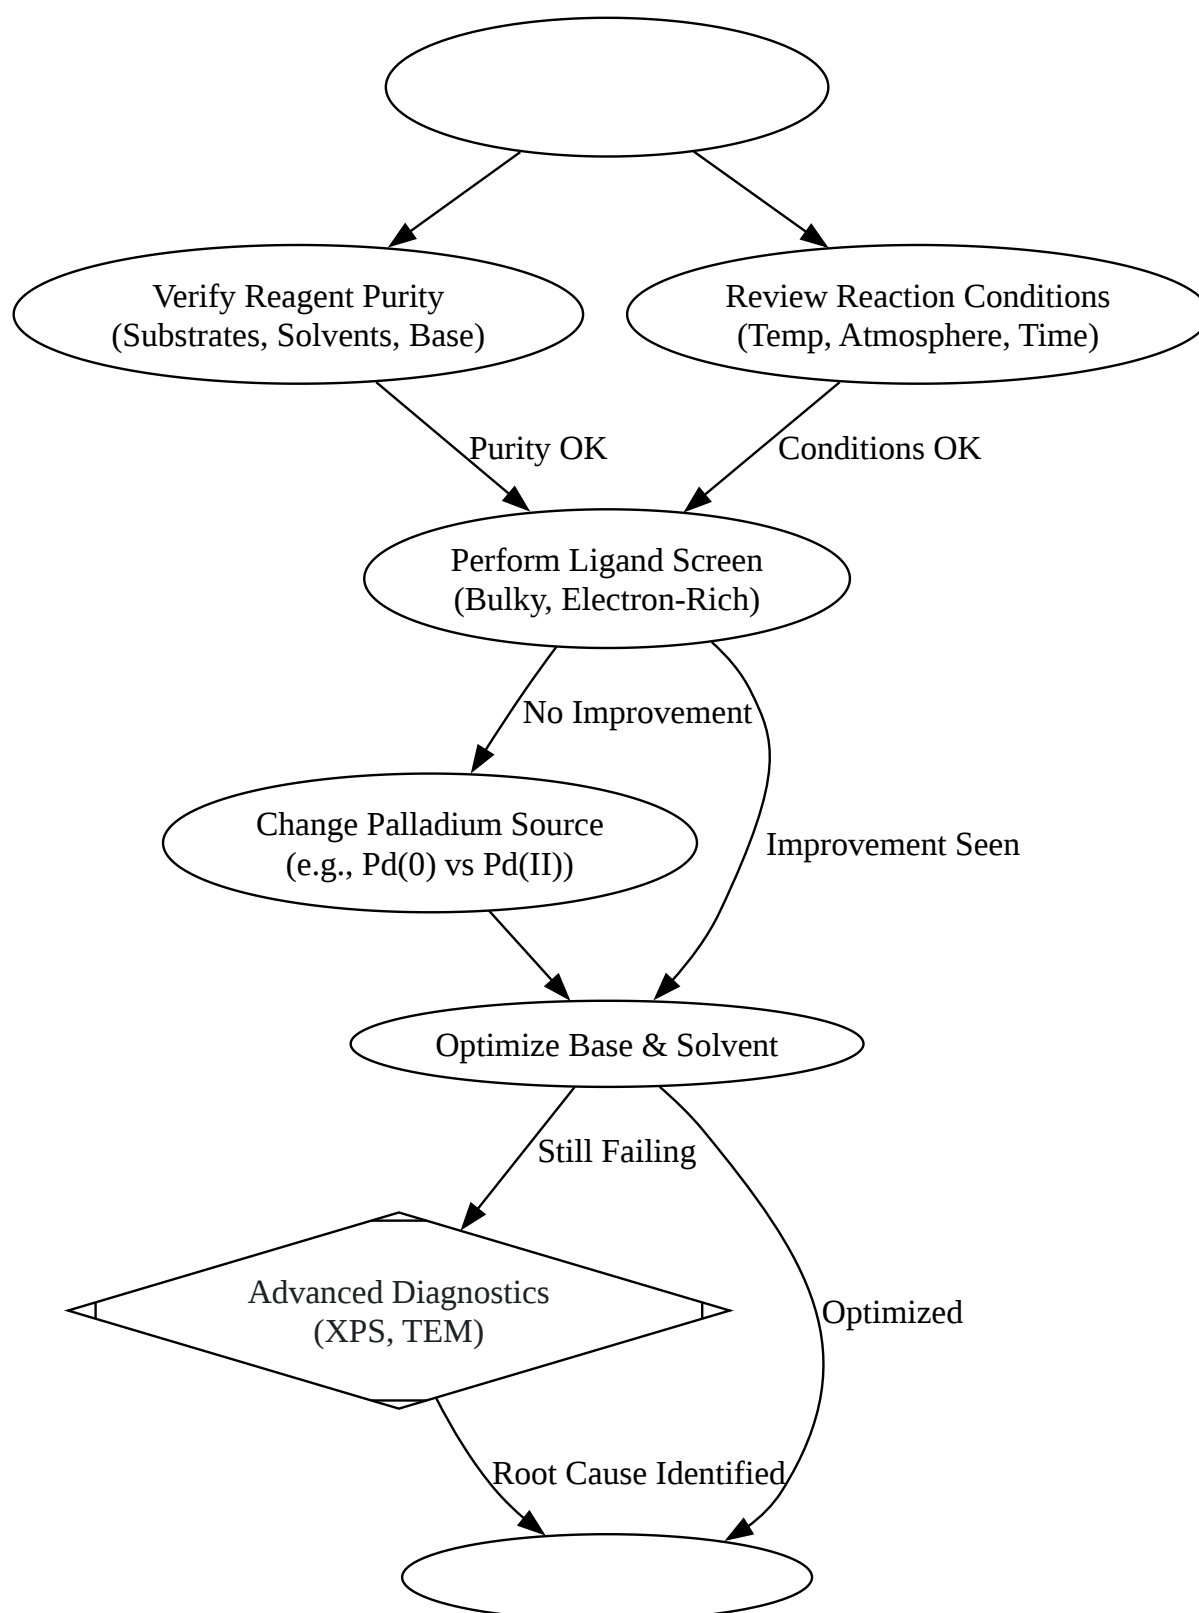 Verify Reagent Purity
(Substrates, Solvents, Base)
Review Reaction Conditions
(Temp, Atmosphere, Time)
Purity OK
Conditions OK
Perform Ligand Screen
(Bulky, Electron-Rich)
No Improvement
Change Palladium Source
(e.g., Pd(0) vs Pd(II))
Improvement Seen
Optimize Base & Solvent
Still Failing
Advanced Diagnostics
(XPS, TEM)
Optimized
Root Cause Identified